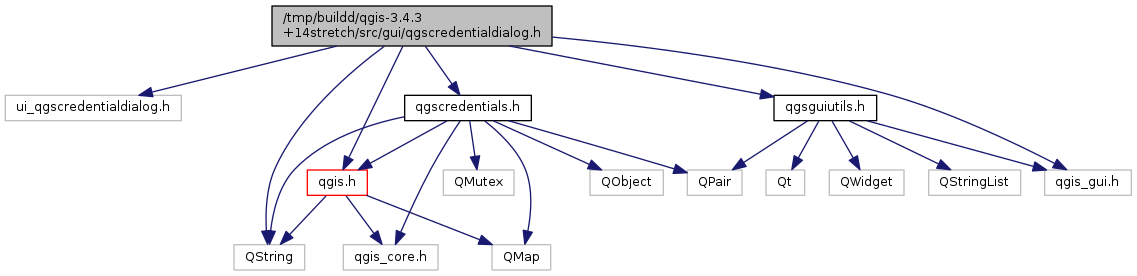 /tmp/buildd/qgis-3.4.3
+14stretch/src/gui/qgscredentialdialog.h
ui_qgscredentialdialog.h
qgscredentials.h
qgsguiutils.h
qgis.h
QMutex
QObject
QPair
Qt
QWidget
QStringList
qgis_gui.h
QString
qgis_core.h
QMap